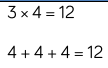 3 × 4 = 12
4 + 4 + 4 = 12